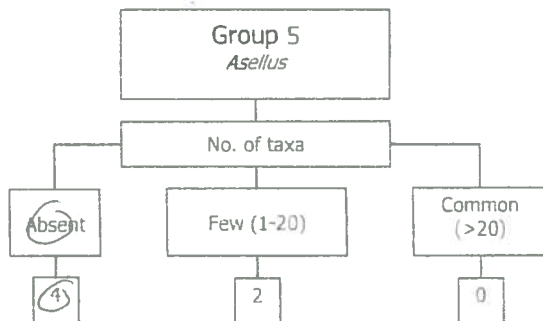 Group 5
Asellus
No. of taxa
Absent
Few (1-20)
Common
(>20)
4
2
0